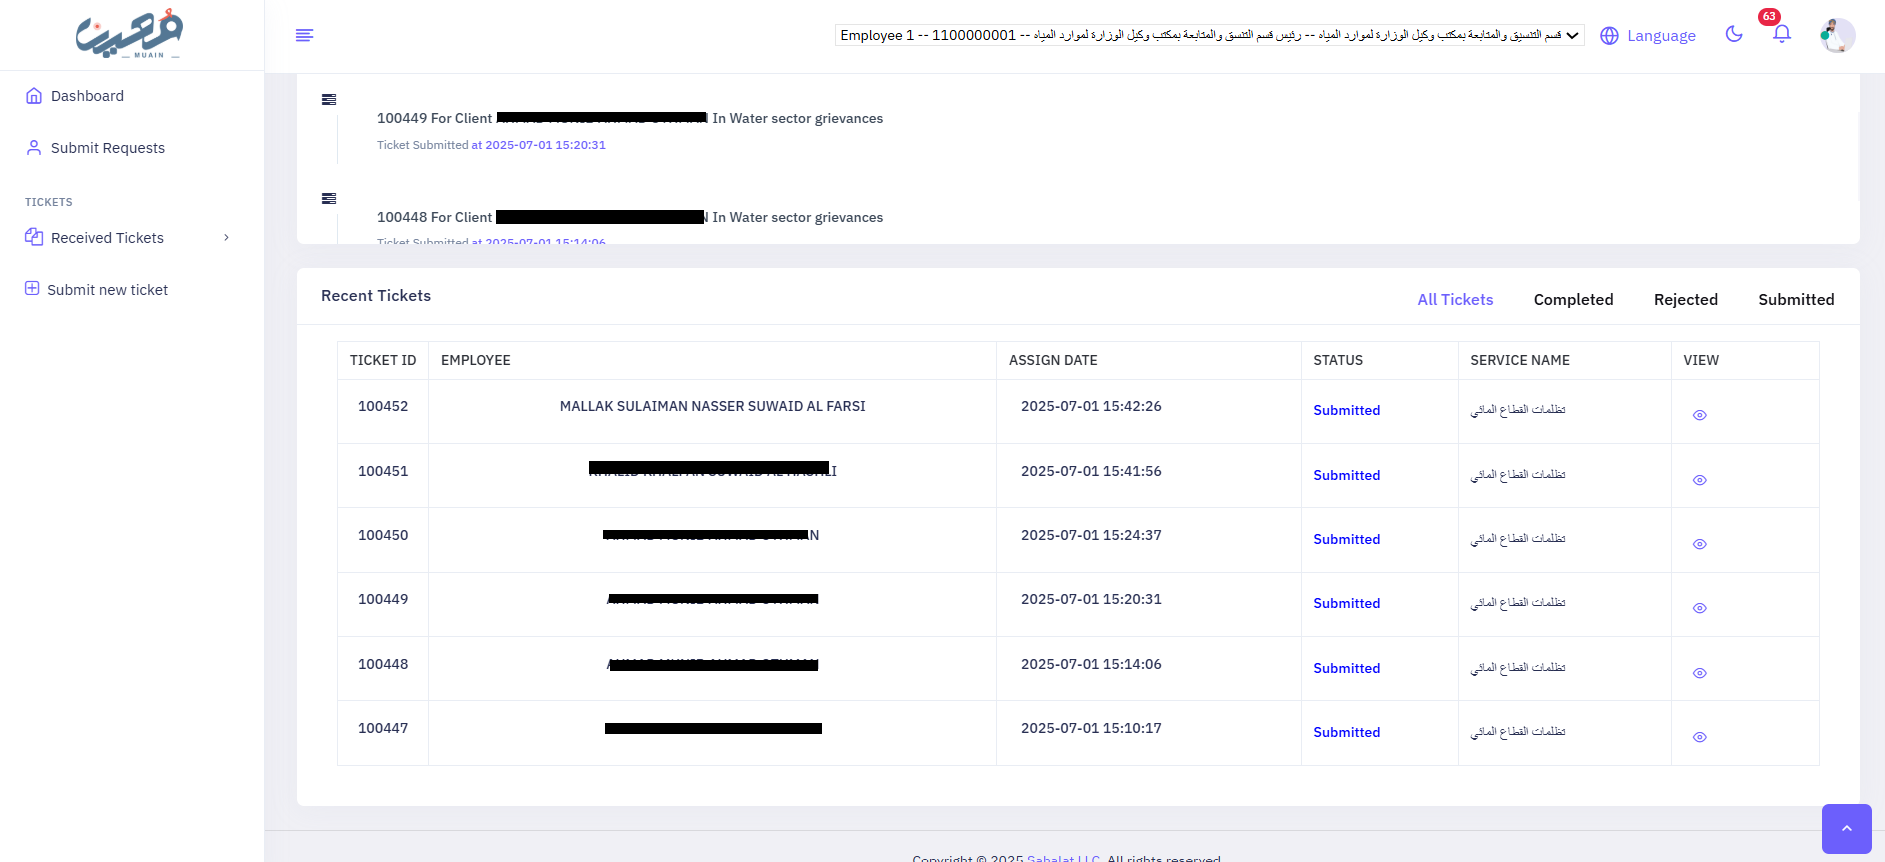 معين
MUAIN
Employee 1 -- 1100000001 -- قسم التنسيق والمتابعة بمكتب وكيل الوزارة لموارد المياه -- رئيس قسم التنسق والمتابعة بمكتب وكيل الوزارة لموارد المياه
Language
63
Dashboard
Submit Requests
TICKETS
Received Tickets
Submit new ticket
100449 For Client In Water sector grievances
Ticket Submitted at 2025-07-01 15:20:31
100448 For Client In Water sector grievances
Ticket Submitted at 2025-07-01 15:14:06
Recent Tickets
All Tickets Completed Rejected Submitted
TICKET ID EMPLOYEE ASSIGN DATE STATUS SERVICE NAME VIEW
100452 MALLAK SULAIMAN NASSER SUWAID AL FARSI 2025-07-01 15:42:26 Submitted تظلمات القطاع المائي
100451 2025-07-01 15:41:56 Submitted تظلمات القطاع المائي
100450 2025-07-01 15:24:37 Submitted تظلمات القطاع المائي
100449 2025-07-01 15:20:31 Submitted تظلمات القطاع المائي
100448 2025-07-01 15:14:06 Submitted تظلمات القطاع المائي
100447 2025-07-01 15:10:17 Submitted تظلمات القطاع المائي
Copyright © 2025 Sahalat LLC, All rights reserved